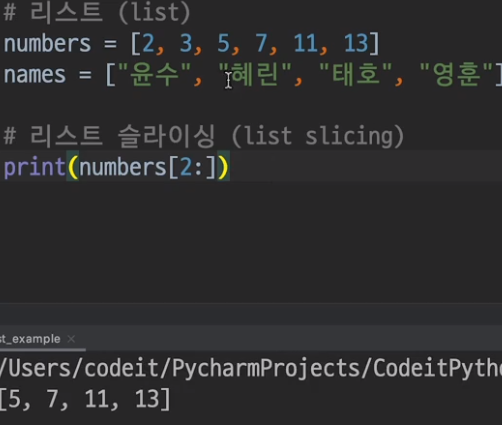 # 리스트 (list)
numbers = [2, 3, 5, 7, 11, 13]
names = ["윤수", "혜린", "태호", "영훈"]
# 리스트 슬라이싱 (list slicing)
print(numbers[2:])
st_example ×
/Users/codeit/PycharmProjects/CodeitPytho
[5, 7, 11, 13]